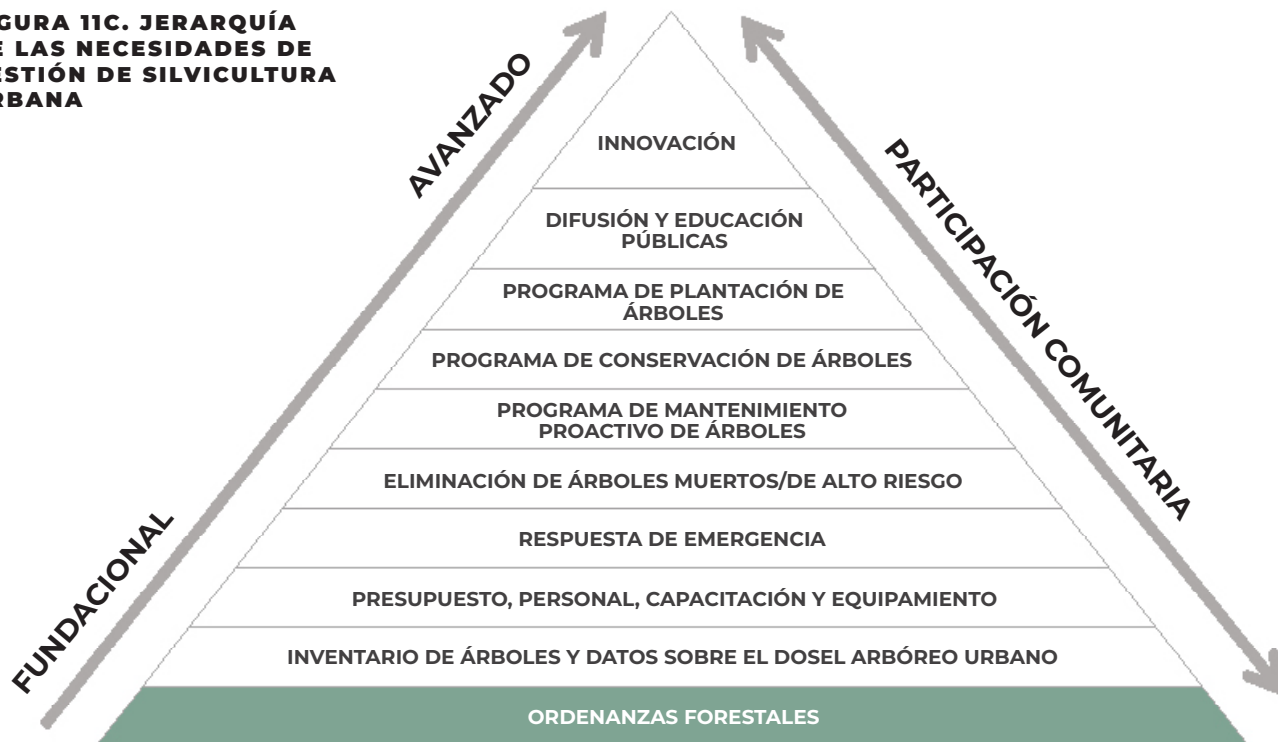 GURA 11C. JERARQUÍA
E LAS NECESIDADES DE
ESTIÓN DE SILVICULTURA
RBANA
AVANZADO
FUNDACIONAL
PARTICIPACIÓN COMUNITARIA
INNOVACIÓN
DIFUSIÓN Y EDUCACIÓN
PÚBLICAS
PROGRAMA DE PLANTACIÓN DE
ÁRBOLES
PROGRAMA DE CONSERVACIÓN DE ÁRBOLES
PROGRAMA DE MANTENIMIENTO
PROACTIVO DE ÁRBOLES
ELIMINACIÓN DE ÁRBOLES MUERTOS/DE ALTO RIESGO
RESPUESTA DE EMERGENCIA
PRESUPUESTO, PERSONAL, CAPACITACIÓN Y EQUIPAMIENTO
INVENTARIO DE ÁRBOLES Y DATOS SOBRE EL DOSEL ARBÓREO URBANO
ORDENANZAS FORESTALES